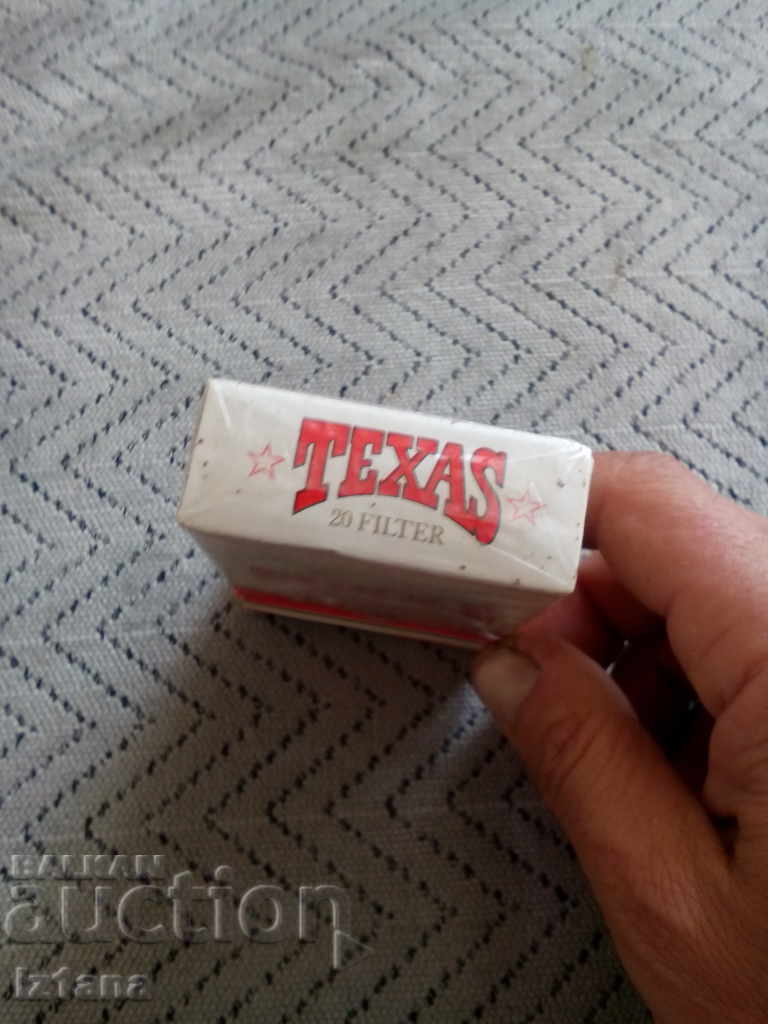 TEXAS
20 FILTER
BALKAN
auction
Iztana